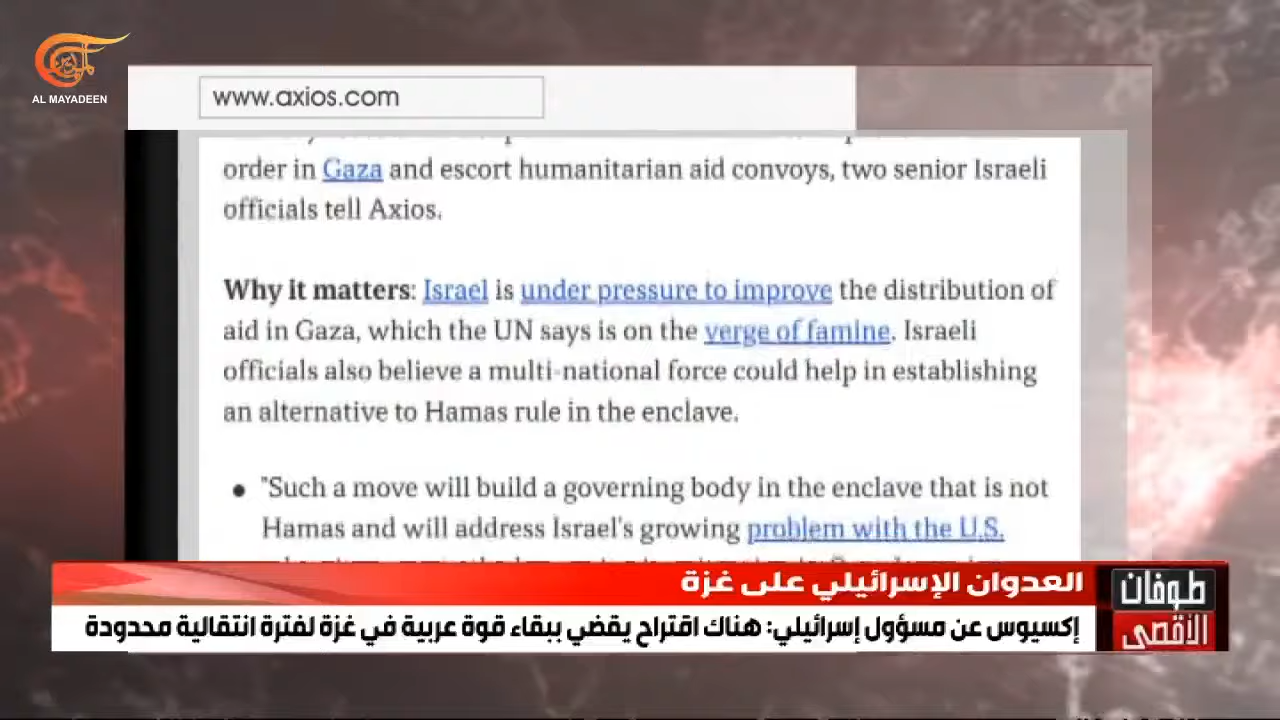 AL MAYADEEN
www.axios.com
order in Gaza and escort humanitarian aid convoys, two senior Israeli
officials tell Axios.
Why it matters: Israel is under pressure to improve the distribution of
aid in Gaza, which the UN says is on the verge of famine. Israeli
officials also believe a multi-national force could help in establishing
an alternative to Hamas rule in the enclave.
● "Such a move will build a governing body in the enclave that is not
Hamas and will address Israel's growing problem with the U.S.
العدوان الإسرائيلي على غزة
إكسيوس عن مسؤول إسرائيلي: هناك اقتراح يقضي ببقاء قوة عربية في غزة لفترة انتقالية محدودة
طوفان
الأقصى